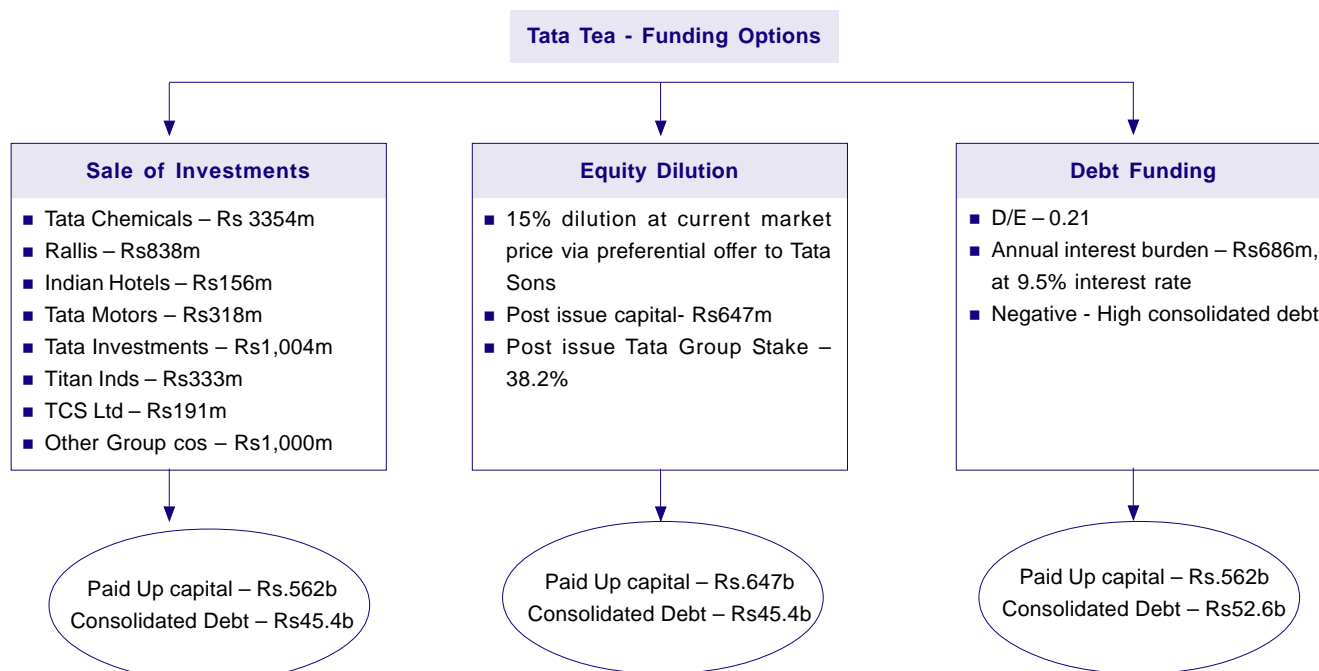 Tata Tea - Funding Options
Sale of Investments
■ Tata Chemicals – Rs 3354m
■ Rallis – Rs838m
■ Indian Hotels – Rs156m
■ Tata Motors – Rs318m
■ Tata Investments – Rs1,004m
■ Titan Inds – Rs333m
■ TCS Ltd – Rs191m
■ Other Group cos – Rs1,000m
Paid Up capital – Rs.562b
Consolidated Debt – Rs45.4b
Equity Dilution
■ 15% dilution at current market
price via preferential offer to Tata
Sons
■ Post issue capital- Rs647m
■ Post issue Tata Group Stake –
38.2%
Paid Up capital – Rs.647b
Consolidated Debt – Rs45.4b
Debt Funding
■ D/E – 0.21
■ Annual interest burden – Rs686m,
at 9.5% interest rate
■ Negative - High consolidated debt
Paid Up capital – Rs.562b
Consolidated Debt – Rs52.6b